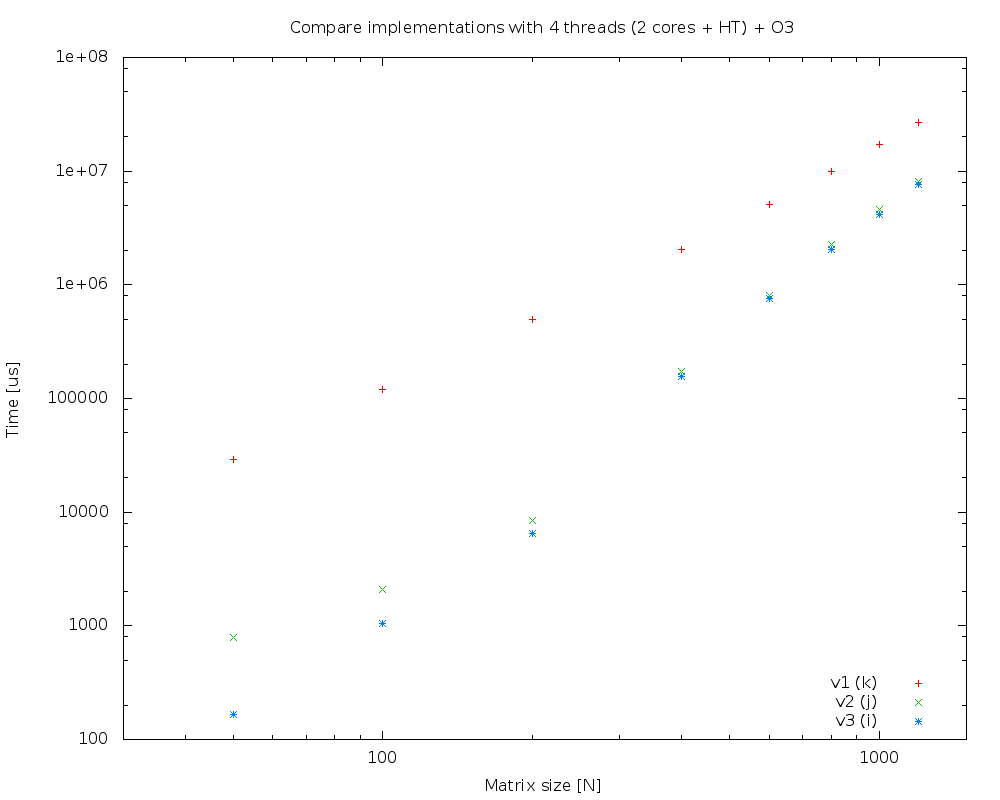 Compare implementations with 4 threads (2 cores + HT) + O3
1e+08
1e+07
1e+06
100000
10000
1000
100
Time [us]
v1 (k)
v2 (j)
v3 (i)
100
1000
Matrix size [N]